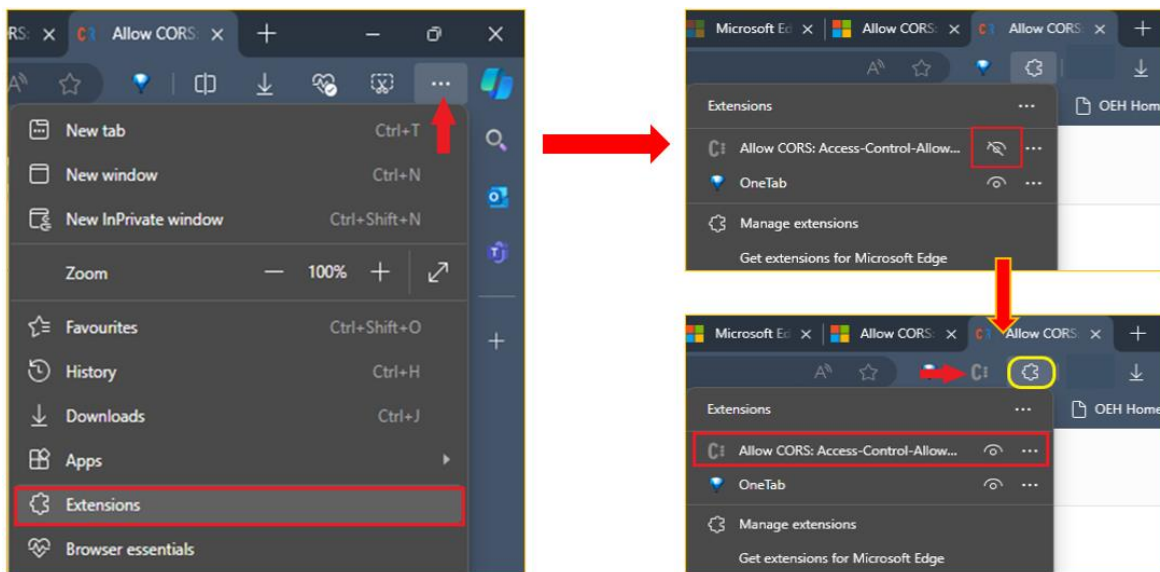 RS:
Allow CORS:
New tab Ctrl+T
New window Ctrl+N
New InPrivate window Ctrl+Shift+N
Zoom 100%
Favourites Ctrl+Shift+O
History Ctrl+H
Downloads Ctrl+J
Apps
Extensions
Browser essentials
Microsoft Ed Allow CORS: Allow CORS:
Extensions
OEH Hom
Allow CORS: Access-Control-Allow...
OneTab
Manage extensions
Get extensions for Microsoft Edge
Microsoft Ed Allow CORS: Allow CORS:
Extensions
OEH Home
Allow CORS: Access-Control-Allow...
OneTab
Manage extensions
Get extensions for Microsoft Edge